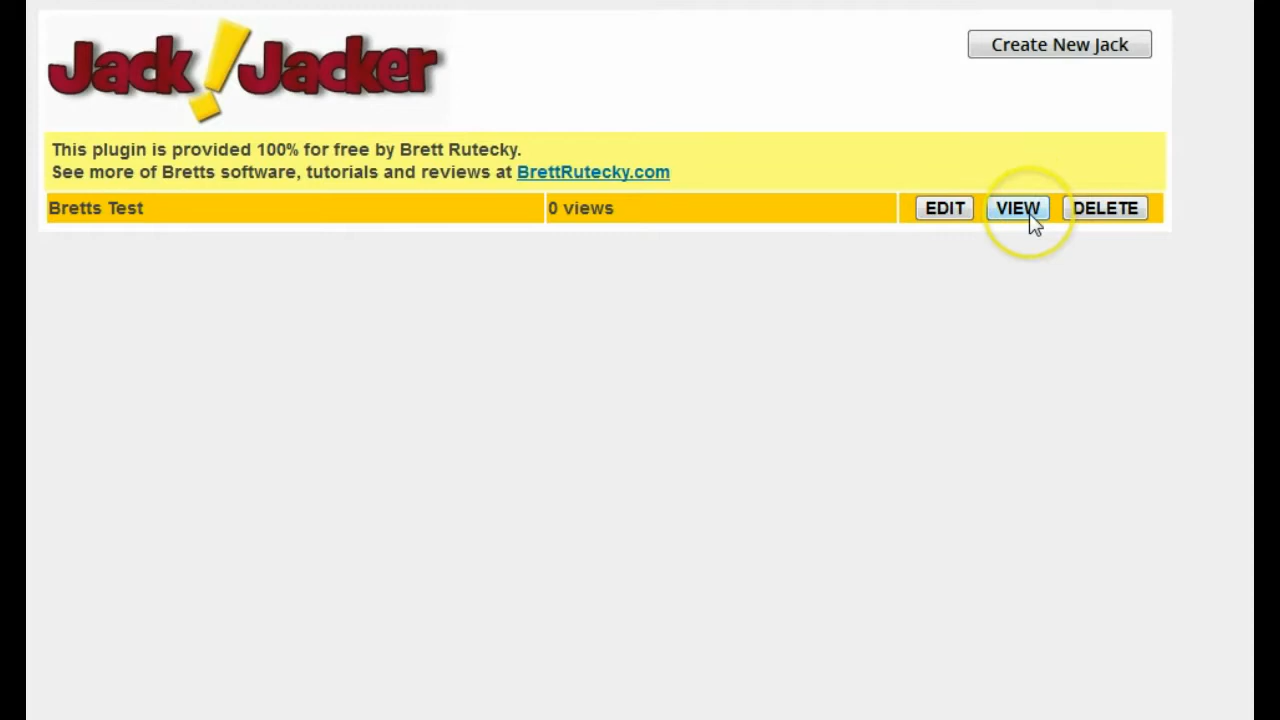 Jack!Jacker
Create New Jack
This plugin is provided 100% for free by Brett Rutecky.
See more of Bretts software, tutorials and reviews at BrettRutecky.com
Bretts Test
0 views
EDIT
VIEW
DELETE